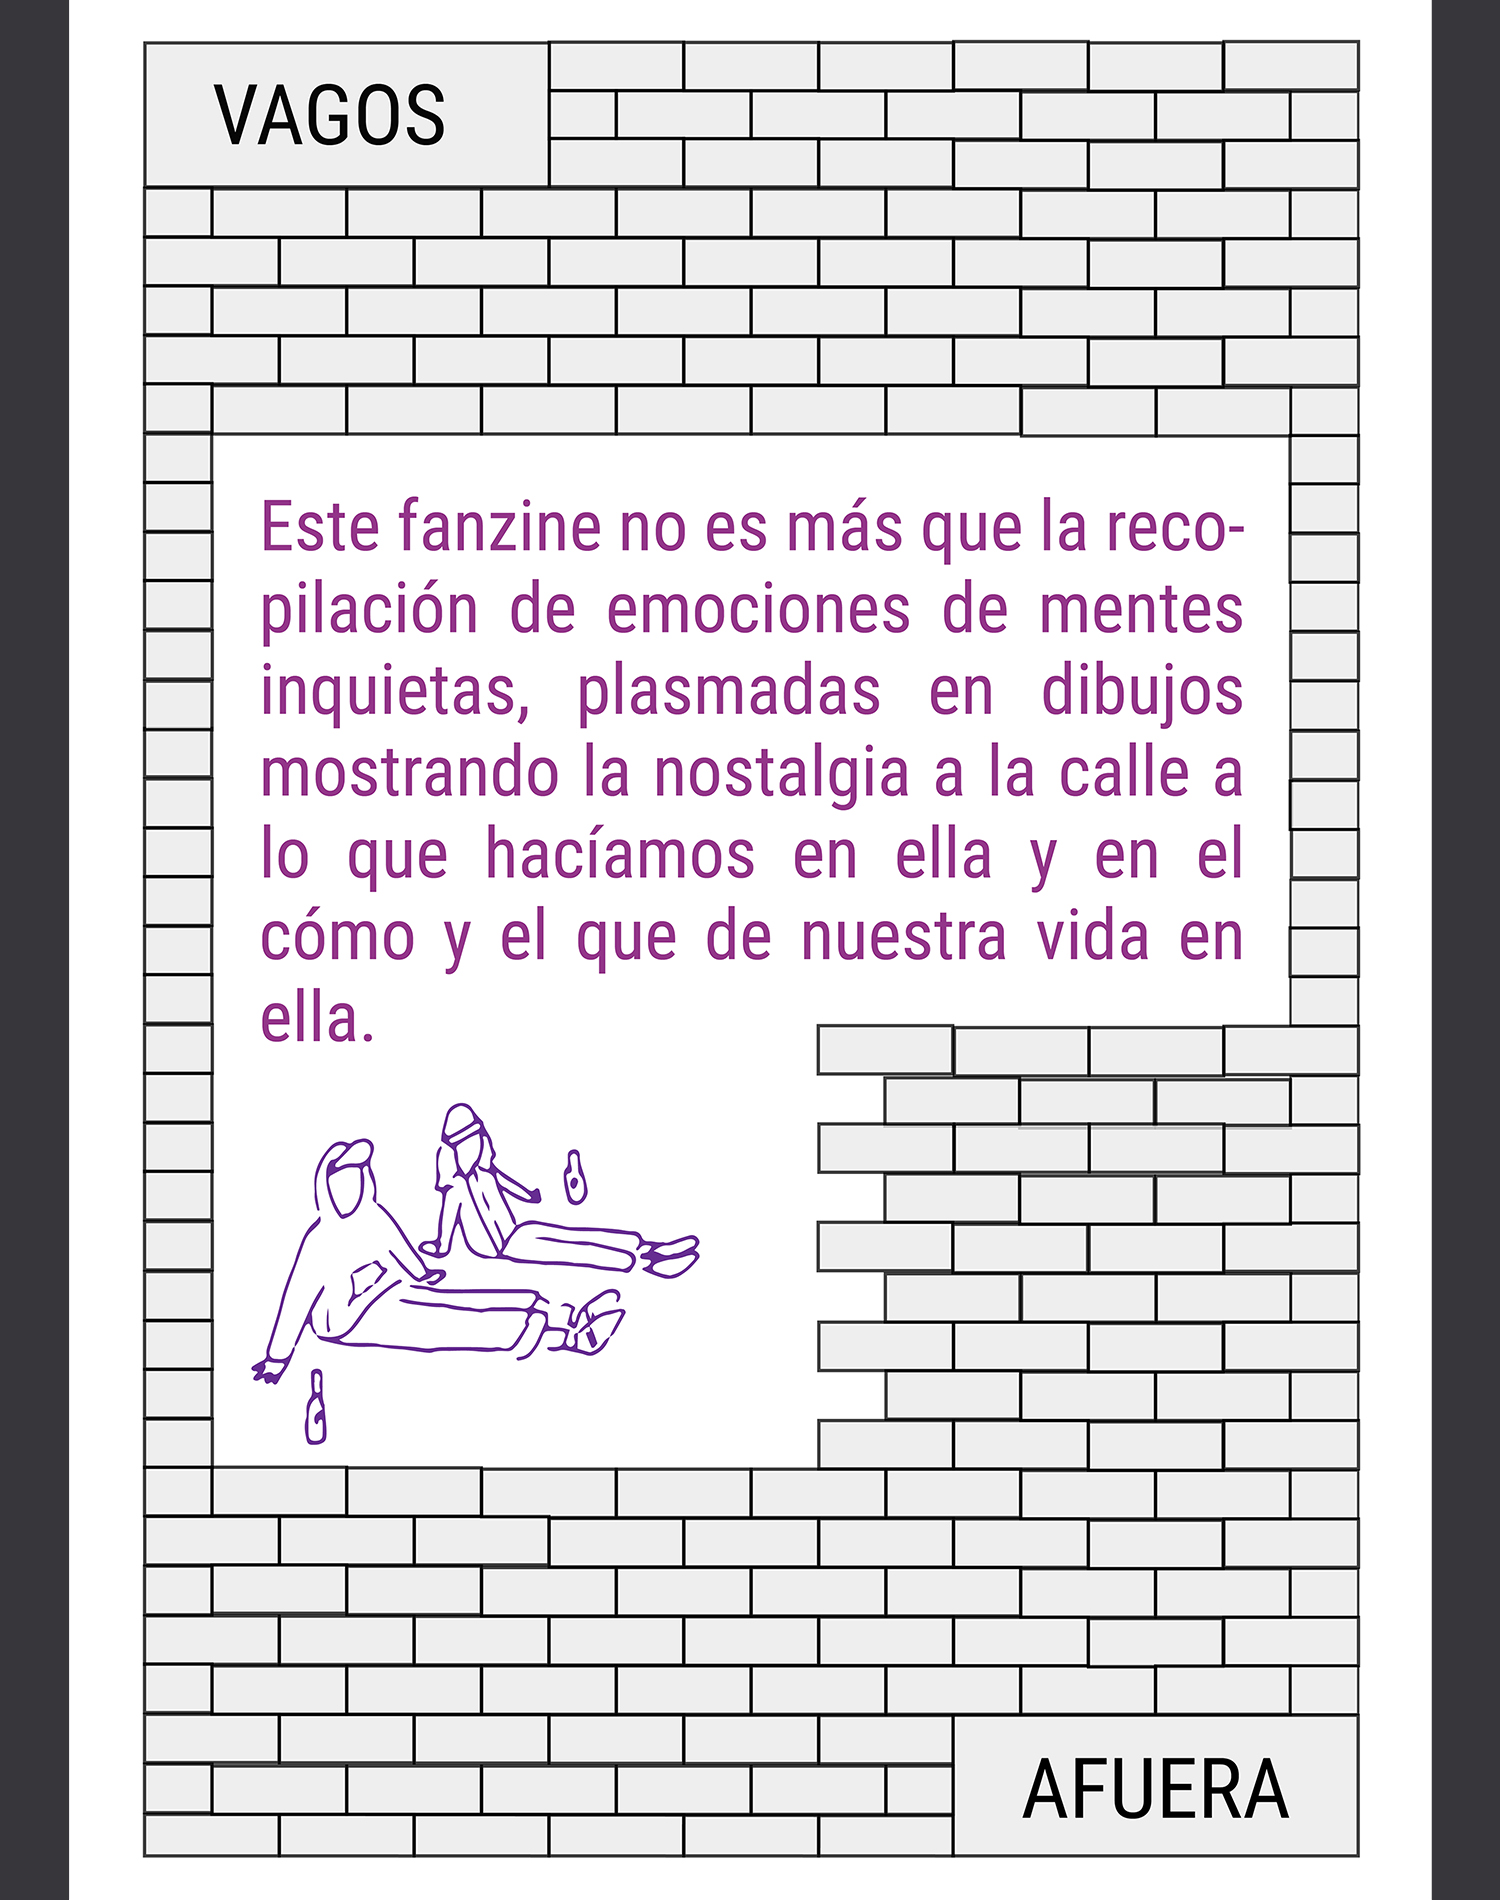 VAGOS
Este fanzine no es más que la reco-
pilación de emociones de mentes
inquietas, plasmadas en dibujos
mostrando la nostalgia a la calle a
lo que hacíamos en ella y en el
cómo y el que de nuestra vida en
ella.
AFUERA